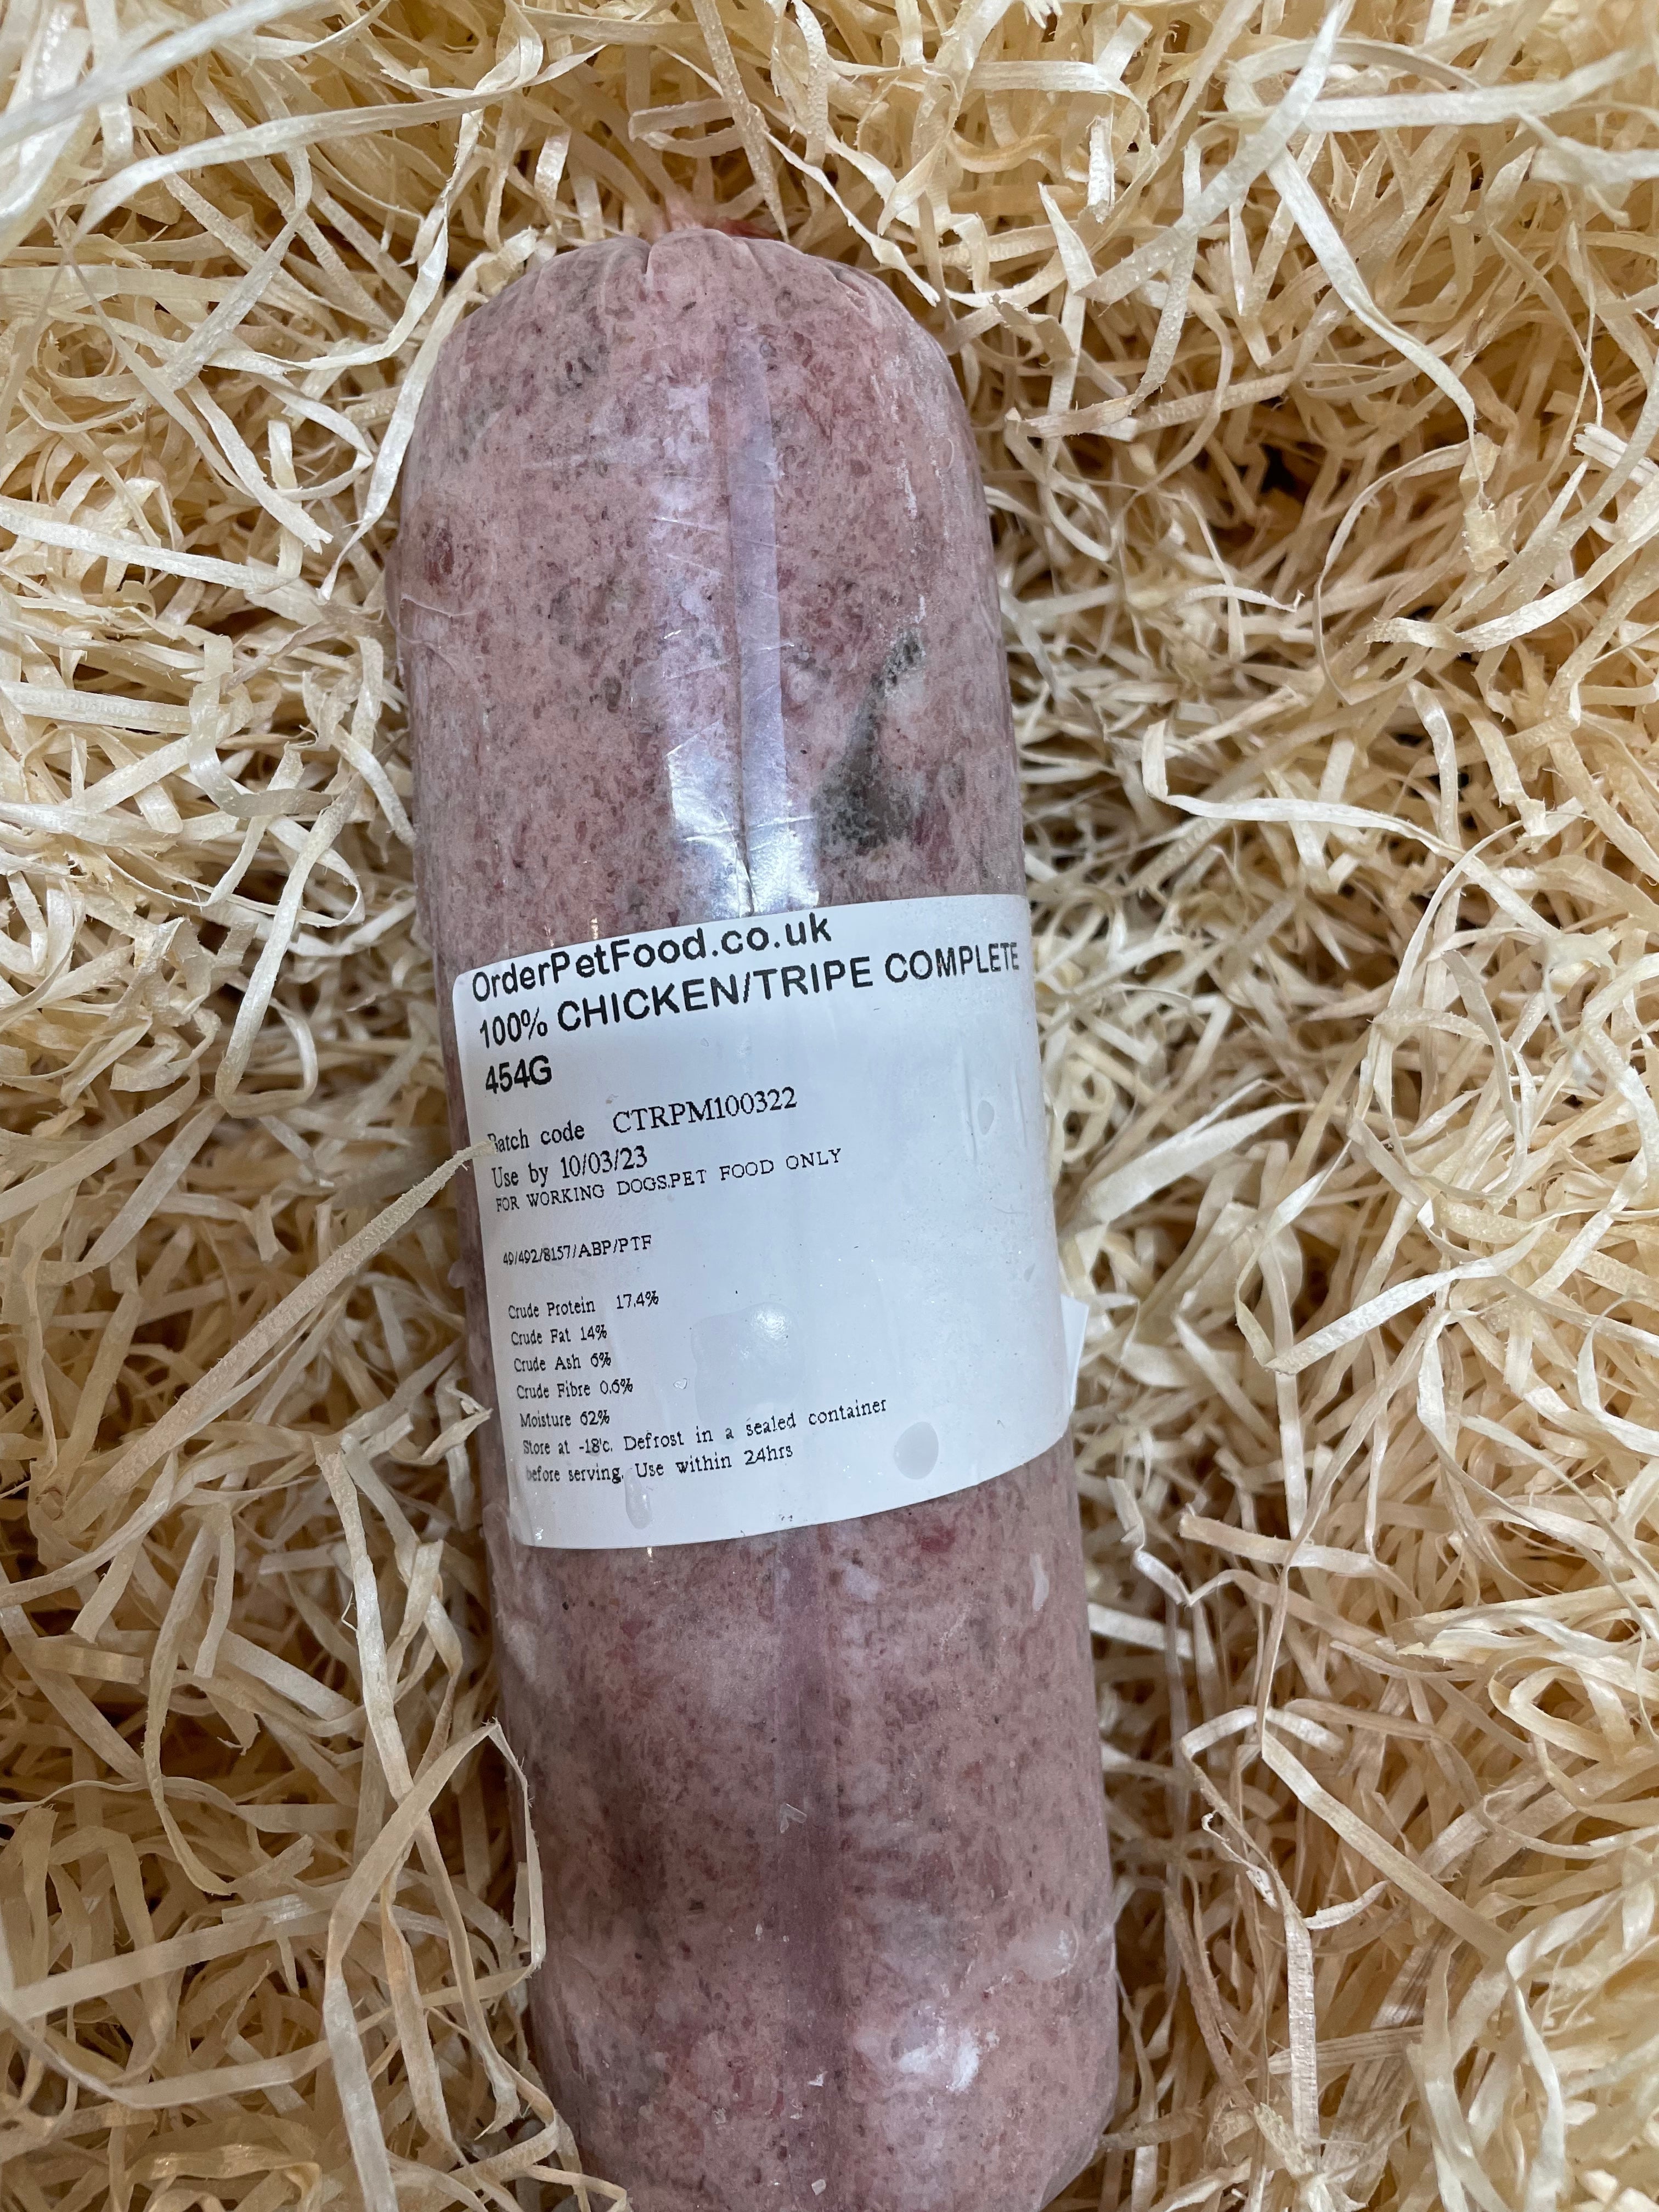 OrderPetFood.co.uk
100% CHICKEN/TRIPE COMPLETE
454G
Batch code CTRPM100322
Use by 10/03/23
FOR WORKING DOGS.PET FOOD ONLY
49/492/8157/ABP/PTF
Crude Protein 17.4%
Crude Fat 14%
Crude Ash 6%
Crude Fibre 0.6%
Moisture 62%
Store at -18'c. Defrost in a sealed container
before serving. Use within 24hrs